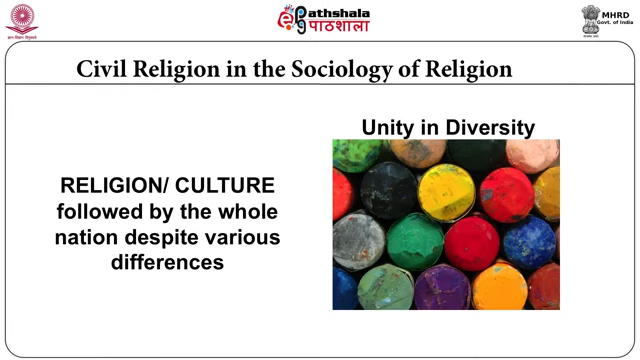 Pathshala
पाठशाला
MHRD
Govt. of India
Civil Religion in the Sociology of Religion
Unity in Diversity
RELIGION/ CULTURE
followed by the whole
nation despite various
differences